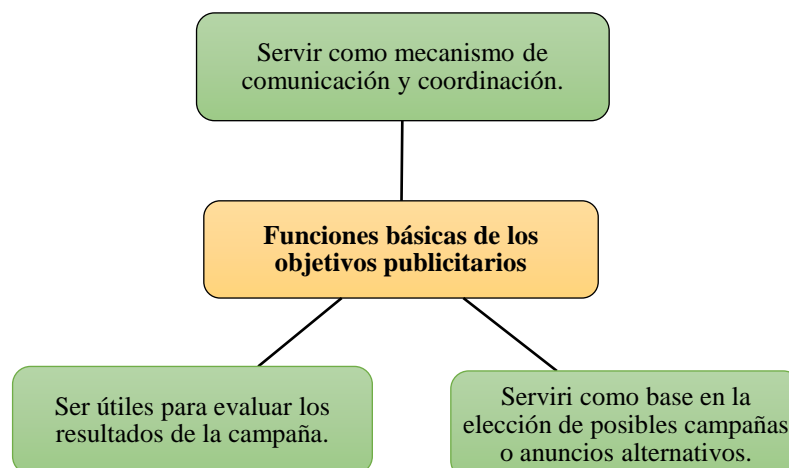 Servir como mecanismo de
comunicación y coordinación.
Funciones básicas de los
objetivos publicitarios
Ser útiles para evaluar los
resultados de la campaña.
Serviri como base en la
elección de posibles campañas
o anuncios alternativos.